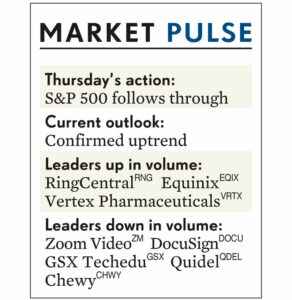 MARKET PULSE
Thursday's action:
S&P 500 follows through
Current outlook:
Confirmed uptrend
Leaders up in volume:
RingCentral RNG Equinix EQIX
Vertex Pharmaceuticals VRTX
Leaders down in volume:
Zoom Video ZM DocuSign DOCU
GSX Techedu GSX Quidel QDEL
Chewy CHWY